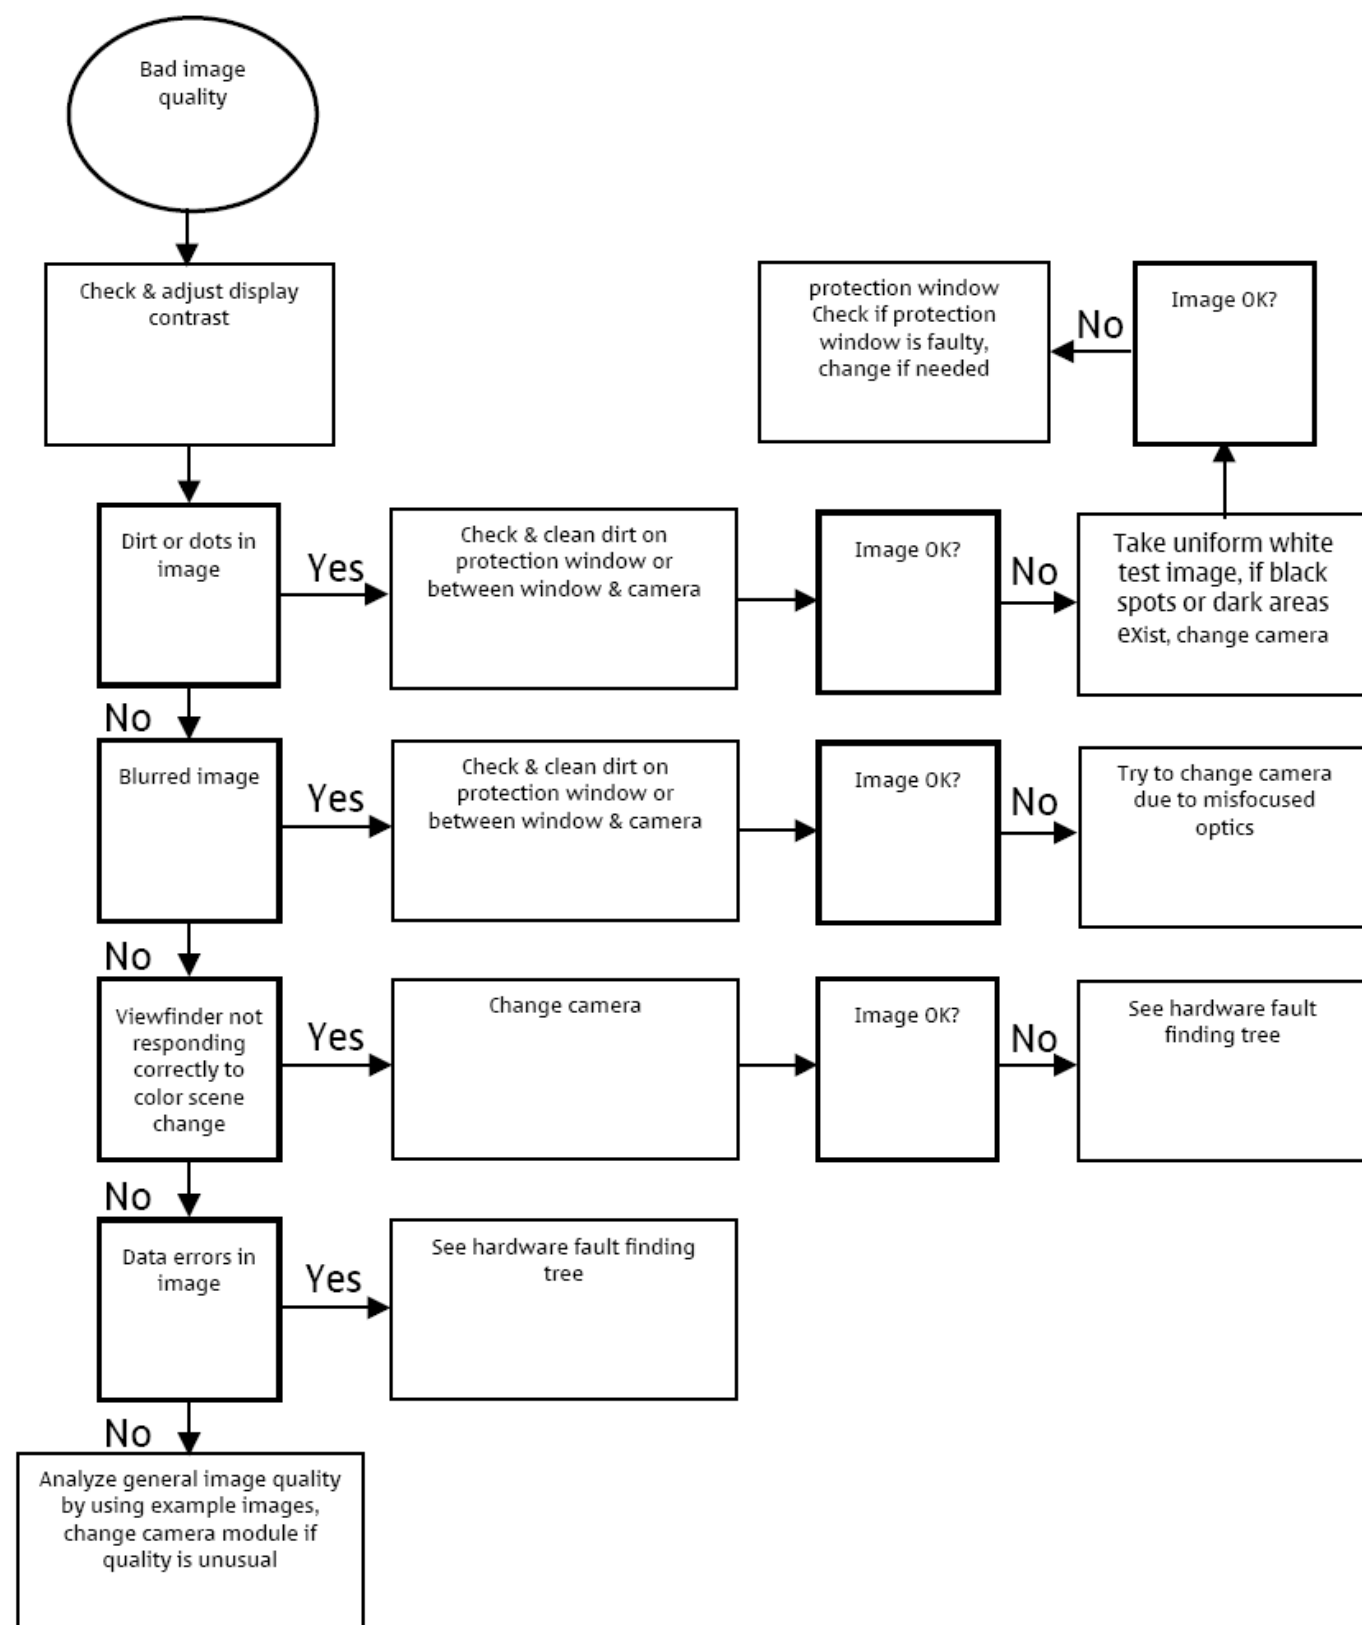 Bad image
quality
Check & adjust display
contrast
protection window
Check if protection
window is faulty,
change if needed
No
Image OK?
Dirt or dots in
image
Yes
Check & clean dirt on
protection window or
between window & camera
Image OK?
No
Take uniform white
test image, if black
spots or dark areas
exist, change camera
No
Blurred image
Yes
Check & clean dirt on
protection window or
between window & camera
Image OK?
No
Try to change camera
due to misfocused
optics
No
Viewfinder not
responding
correctly to
color scene
change
Yes
Change camera
Image OK?
No
See hardware fault
finding tree
No
Data errors in
image
Yes
See hardware fault finding
tree
No
Analyze general image quality
by using example images,
change camera module if
quality is unusual